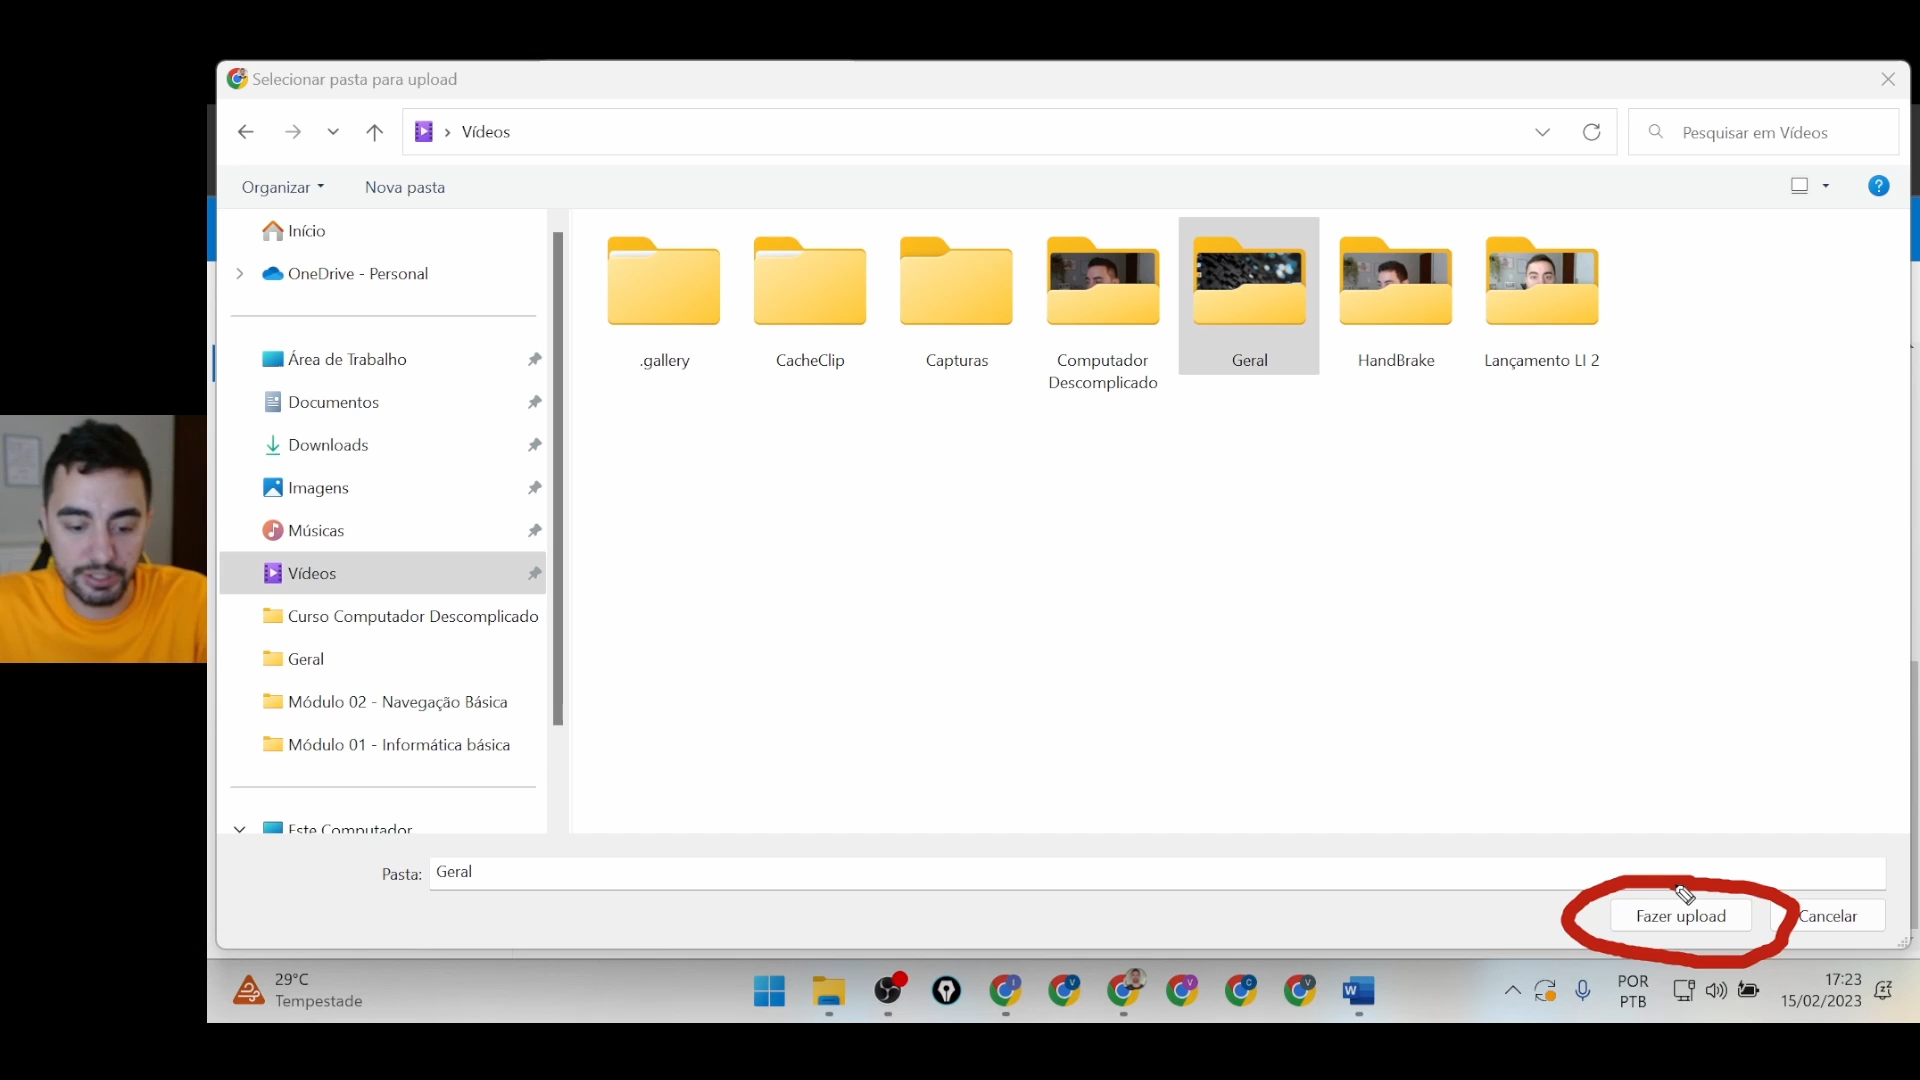 Selecionar pasta para upload
Vídeos
Pesquisar em Vídeos
Organizar
Nova pasta
Início
OneDrive - Personal
Área de Trabalho
Documentos
Downloads
Imagens
Músicas
Vídeos
Curso Computador Descomplicado
Geral
Módulo 02 - Navegação Básica
Módulo 01 - Informática básica
Este Computador
.gallery
CacheClip
Capturas
Computador
Descomplicado
Geral
HandBrake
Lançamento LI 2
Pasta:
Geral
Fazer upload
Cancelar
29°C
Tempestade
POR
PTB
17:23
15/02/2023